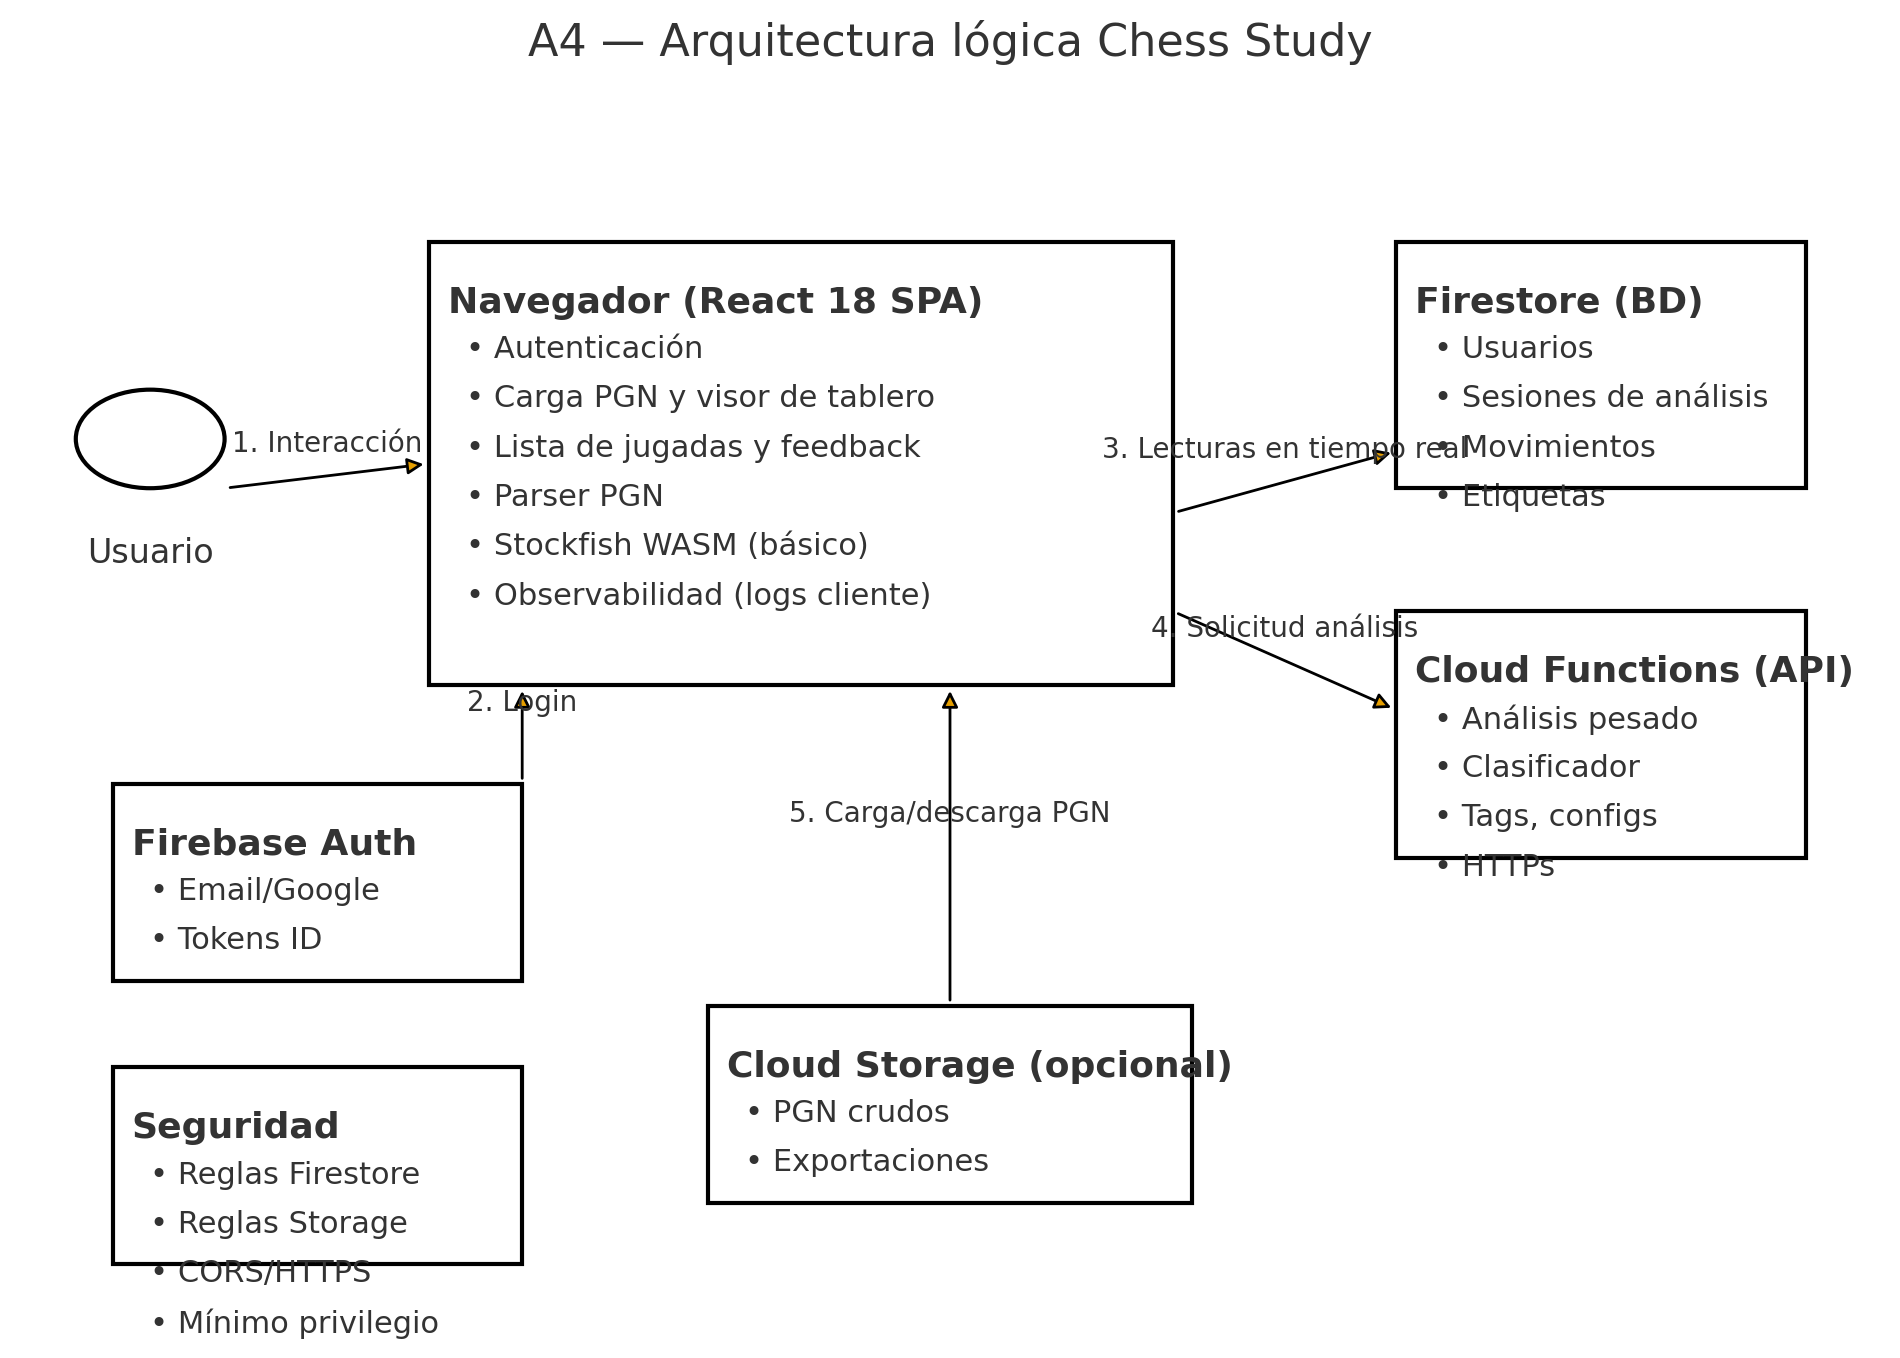 A4 — Arquitectura lógica Chess Study
Usuario
1. Interacción
Navegador (React 18 SPA)
• Autenticación
• Carga PGN y visor de tablero
• Lista de jugadas y feedback
• Parser PGN
• Stockfish WASM (básico)
• Observabilidad (logs cliente)
3. Lecturas en tiempo real
Firestore (BD)
• Usuarios
• Sesiones de análisis
• Movimientos
• Etiquetas
4. Solicitud análisis
Cloud Functions (API)
• Análisis pesado
• Clasificador
• Tags, configs
• HTTPs
2. Login
Firebase Auth
• Email/Google
• Tokens ID
5. Carga/descarga PGN
Cloud Storage (opcional)
• PGN crudos
• Exportaciones
Seguridad
• Reglas Firestore
• Reglas Storage
• CORS/HTTPS
• Mínimo privilegio